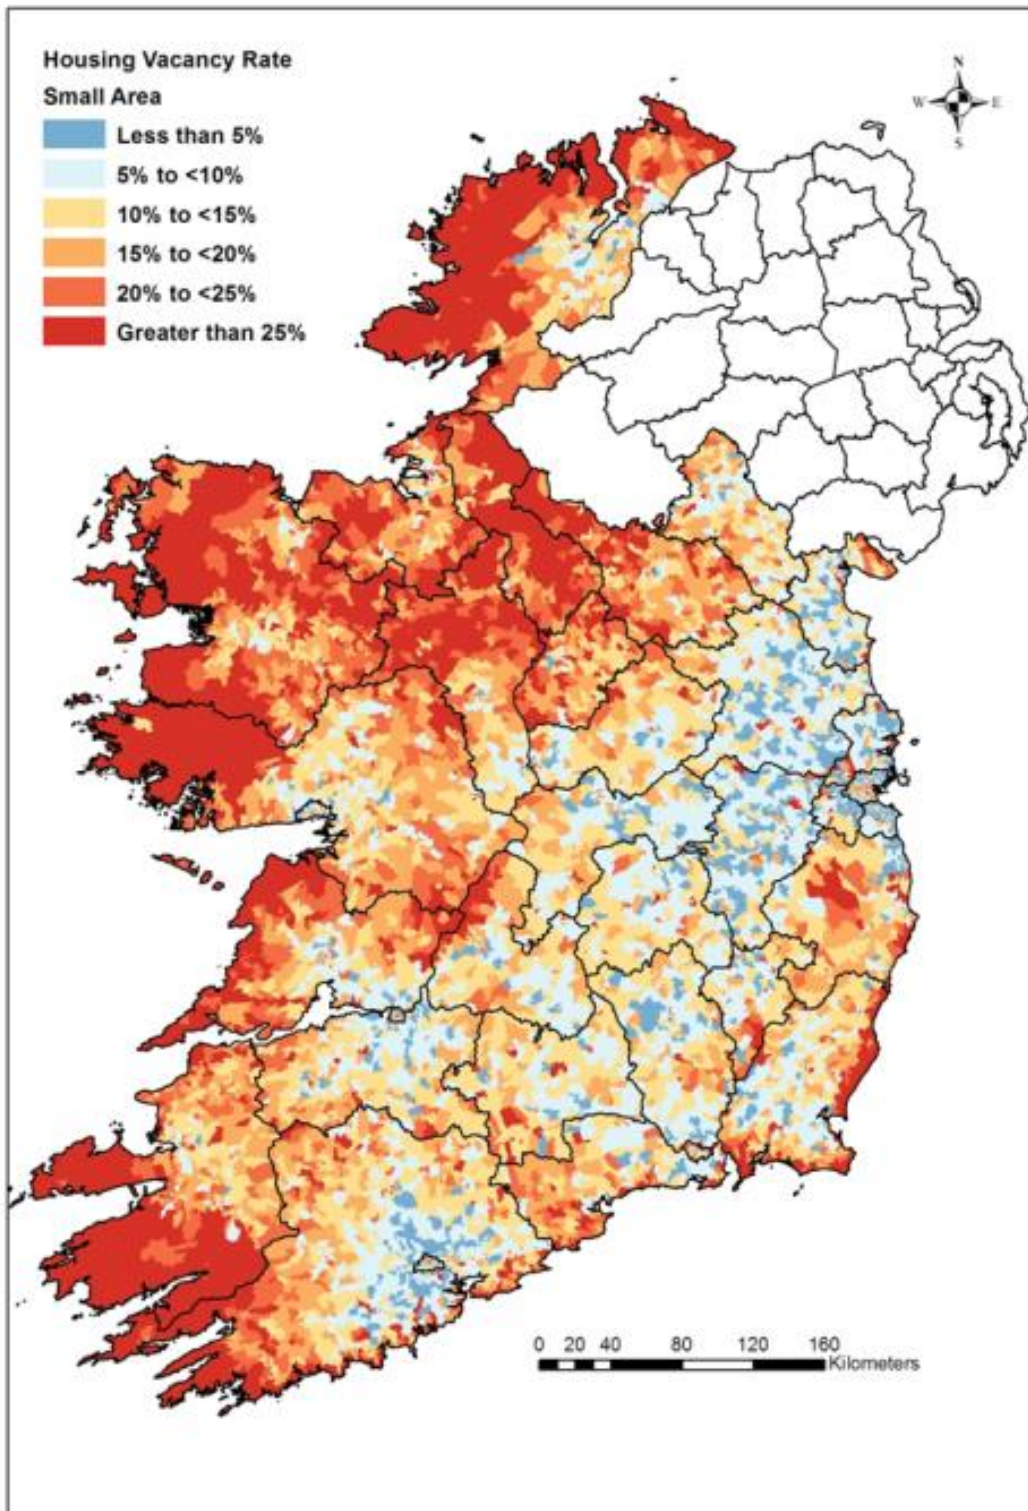 Housing Vacancy Rate
Small Area
Less than 5%
5% to <10%
10% to <15%
15% to <20%
20% to <25%
Greater than 25%
N
W E
S
0 20 40 80 120 160
Kilometers